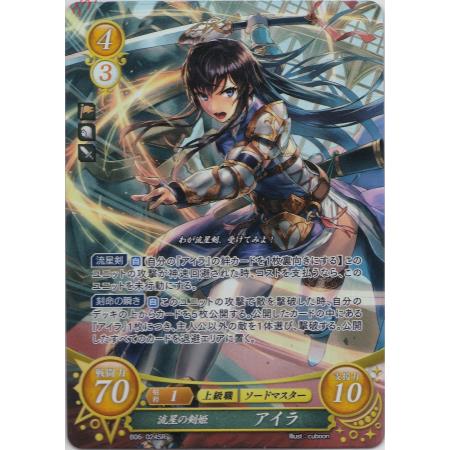 4
3
わが流星剣、受けてみよ!
流星剣 自【自分の『アイラ』の絆カードを1枚裏向きにする】この
ユニットの攻撃が神速回避された時、コストを支払うなら、この
ユニットを未行動にする。
剣命の瞬き 自 このユニットの攻撃で敵を撃破した時、自分の
デッキの上からカードを5枚公開する。公開したカードの中にある
『アイラ』1枚につき、主人公以外の敵を1体選び、撃破する。公
開したすべてのカードを退避エリアに置く。
戦闘力
70
射程 1
上級職 ソードマスター
支援力
10
流星の剣姫 アイラ
B06-024SR
Illust: cuboon